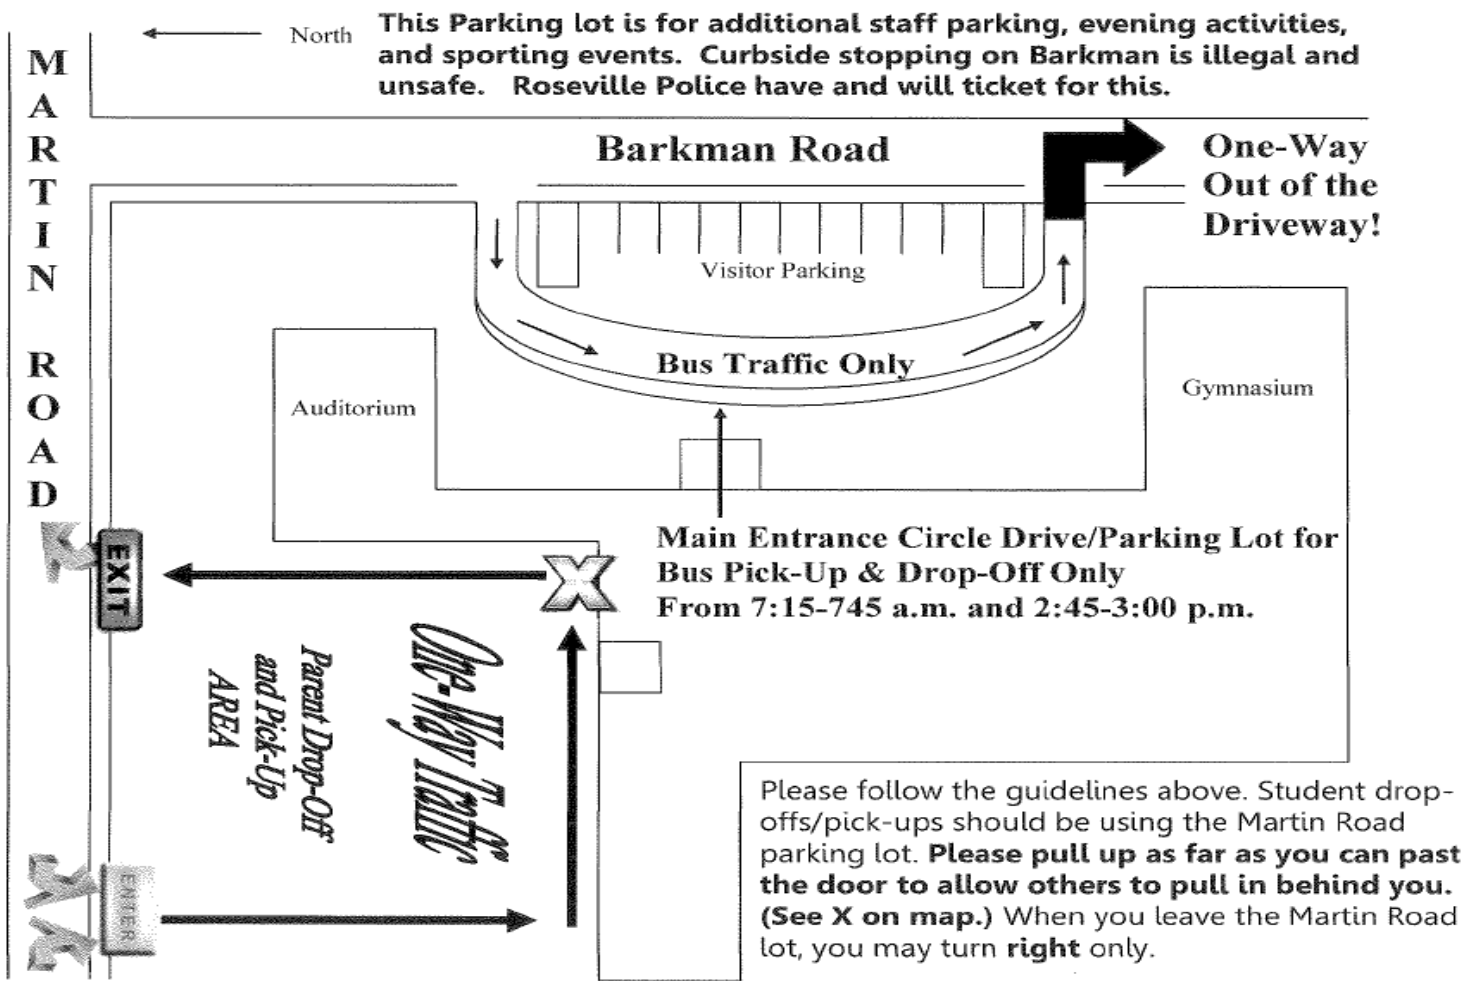 North
This Parking lot is for additional staff parking, evening activities,
and sporting events. Curbside stopping on Barkman is illegal and
unsafe. Roseville Police have and will ticket for this.
MARTIN ROAD
Barkman Road
One-Way
Out of the
Driveway!
Visitor Parking
Bus Traffic Only
Auditorium
Gymnasium
Main Entrance Circle Drive/Parking Lot for
Bus Pick-Up & Drop-Off Only
From 7:15-745 a.m. and 2:45-3:00 p.m.
EXIT
X
One-Way Traffic
Parent Drop-Off
and Pick-Up
AREA
ENTER
Please follow the guidelines above. Student drop-
offs/pick-ups should be using the Martin Road
parking lot. Please pull up as far as you can past
the door to allow others to pull in behind you.
(See X on map.) When you leave the Martin Road
lot, you may turn right only.